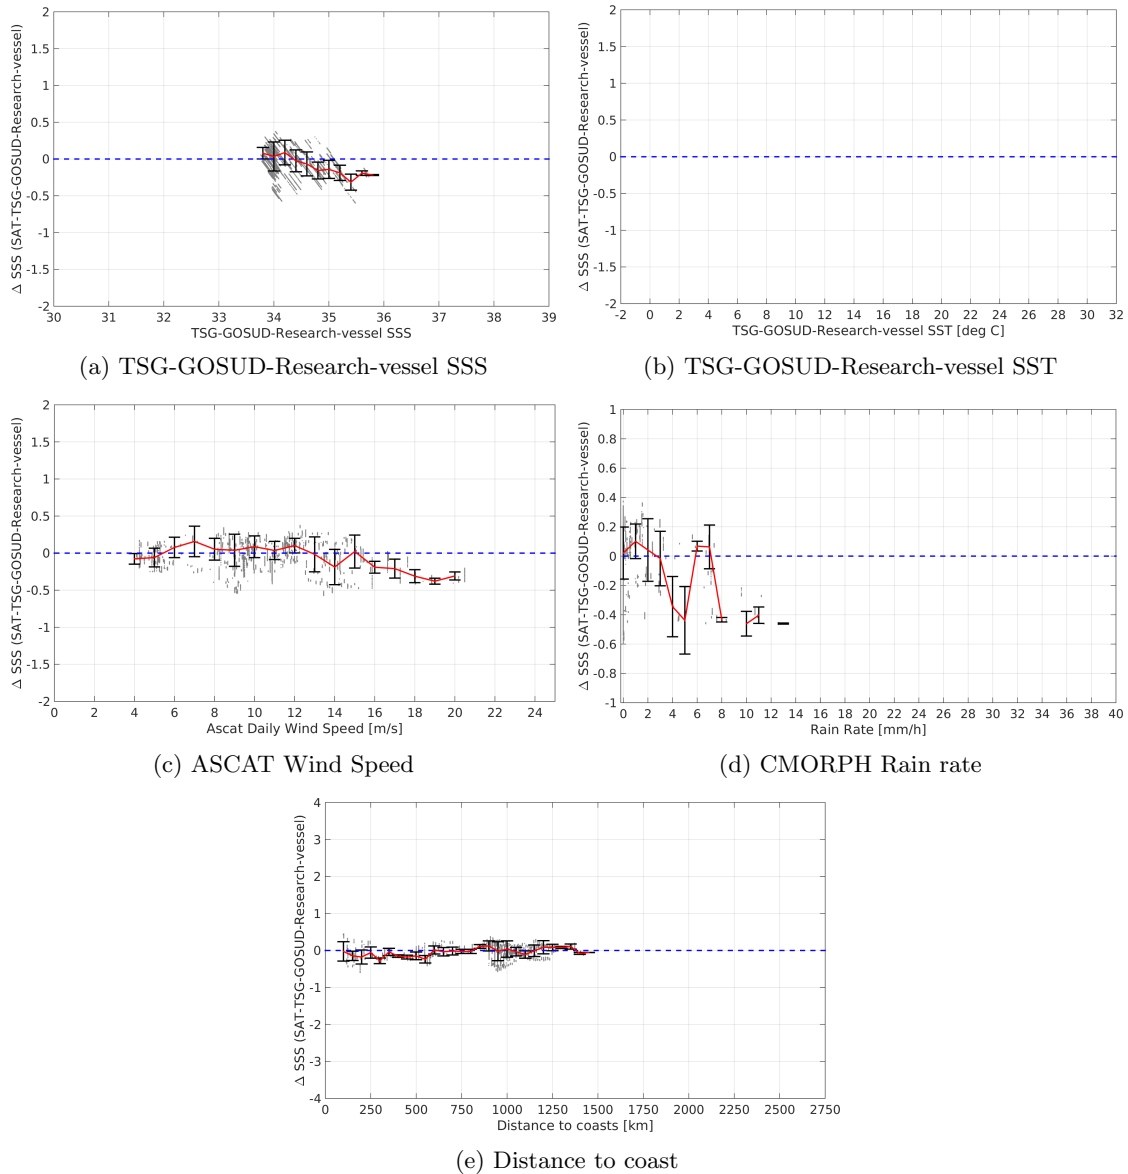 Δ SSS (SAT-TSG-GOSUD-Research-vessel)
2
1.5
1
0.5
0
-0.5
-1
-1.5
-2
30 31 32 33 34 35 36 37 38 39
TSG-GOSUD-Research-vessel SSS
(a) TSG-GOSUD-Research-vessel SSS
Δ SSS (SAT-TSG-GOSUD-Research-vessel)
2
1.5
1
0.5
0
-0.5
-1
-1.5
-2
-2 0 2 4 6 8 10 12 14 16 18 20 22 24 26 28 30 32
TSG-GOSUD-Research-vessel SST [deg C]
(b) TSG-GOSUD-Research-vessel SST
Δ SSS (SAT-TSG-GOSUD-Research-vessel)
2
1.5
1
0.5
0
-0.5
-1
-1.5
-2
0 2 4 6 8 10 12 14 16 18 20 22 24
Ascat Daily Wind Speed [m/s]
(c) ASCAT Wind Speed
Δ SSS (SAT-TSG-GOSUD-Research-vessel)
1
0.8
0.6
0.4
0.2
0
-0.2
-0.4
-0.6
-0.8
-1
0 2 4 6 8 10 12 14 16 18 20 22 24 26 28 30 32 34 36 38 40
Rain Rate [mm/h]
(d) CMORPH Rain rate
Δ SSS (SAT-TSG-GOSUD-Research-vessel)
4
3
2
1
0
-1
-2
-3
-4
0 250 500 750 1000 1250 1500 1750 2000 2250 2500 2750
Distance to coasts [km]
(e) Distance to coast